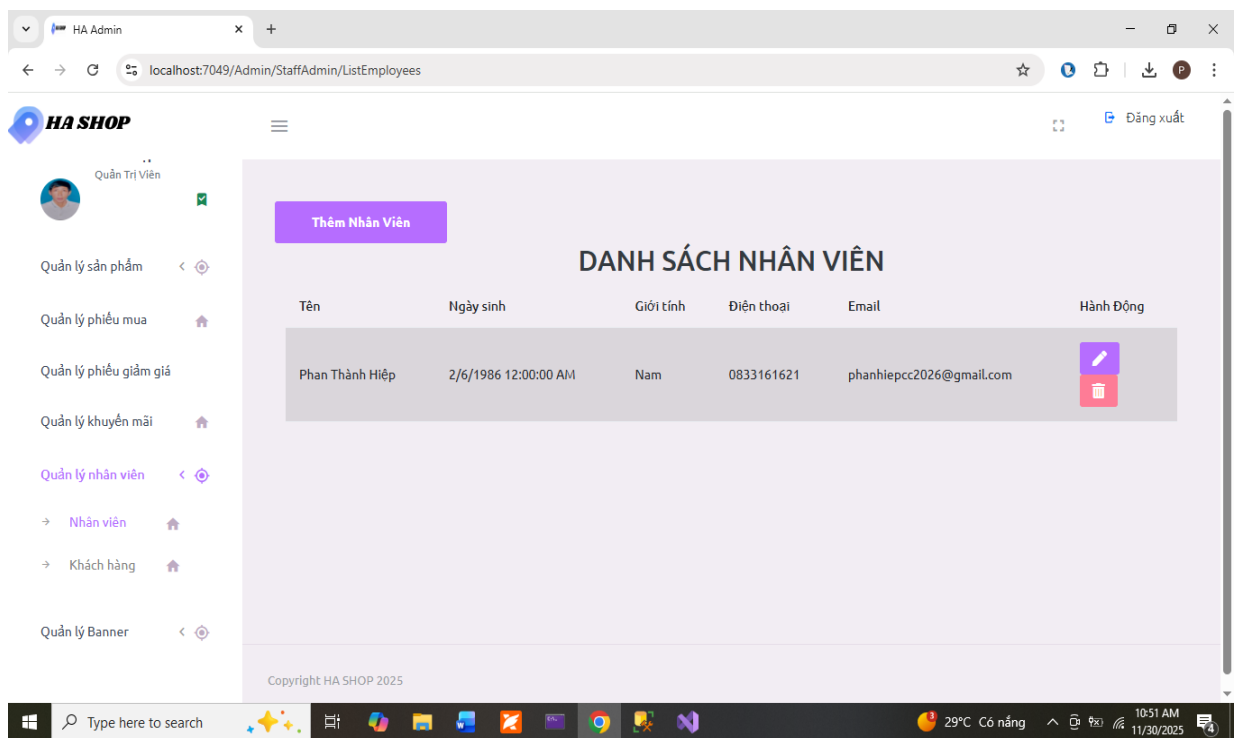 HA Admin
localhost:7049/Admin/StaffAdmin/ListEmployees
P
HA SHOP
Đăng xuất
Quản Trị Viên
Thêm Nhân Viên
DANH SÁCH NHÂN VIÊN
Tên Ngày sinh Giới tính Điện thoại Email Hành Động
Phan Thành Hiệp 2/6/1986 12:00:00 AM Nam 0833161621 phanhiepcc2026@gmail.com
Quản lý sản phẩm
Quản lý phiếu mua
Quản lý phiếu giảm giá
Quản lý khuyến mãi
Quản lý nhân viên
Nhân viên
Khách hàng
Quản lý Banner
Copyright HA SHOP 2025
Type here to search
3
29°C Có nắng
10:51 AM
11/30/2025
4